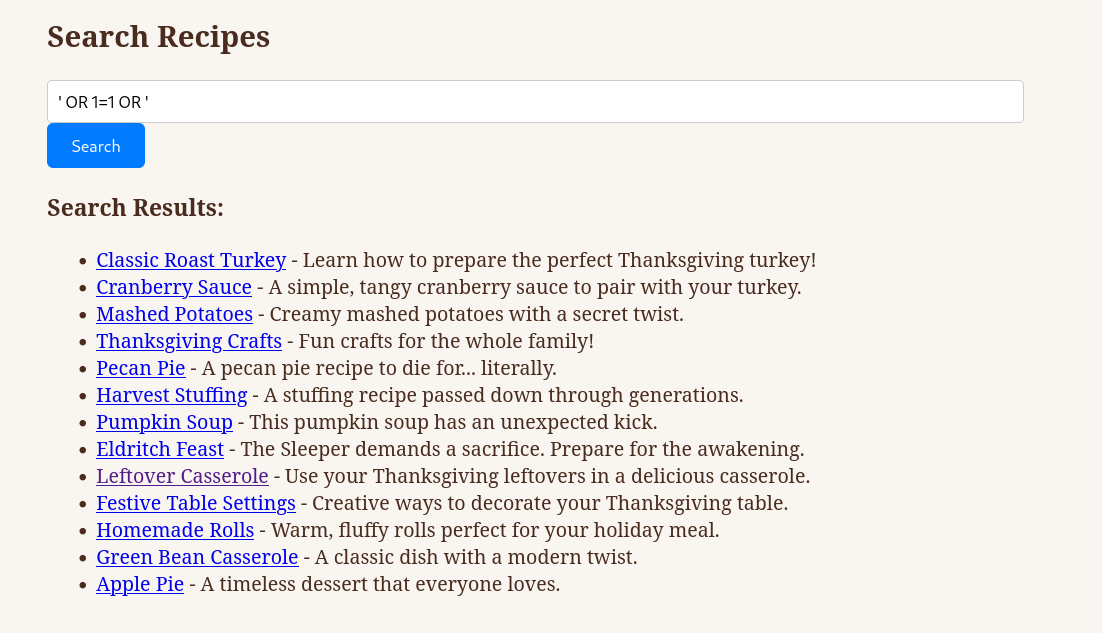 Search Recipes
' OR 1=1 OR '
Search
Search Results:
• Classic Roast Turkey - Learn how to prepare the perfect Thanksgiving turkey!
• Cranberry Sauce - A simple, tangy cranberry sauce to pair with your turkey.
• Mashed Potatoes - Creamy mashed potatoes with a secret twist.
• Thanksgiving Crafts - Fun crafts for the whole family!
• Pecan Pie - A pecan pie recipe to die for... literally.
• Harvest Stuffing - A stuffing recipe passed down through generations.
• Pumpkin Soup - This pumpkin soup has an unexpected kick.
• Eldritch Feast - The Sleeper demands a sacrifice. Prepare for the awakening.
• Leftover Casserole - Use your Thanksgiving leftovers in a delicious casserole.
• Festive Table Settings - Creative ways to decorate your Thanksgiving table.
• Homemade Rolls - Warm, fluffy rolls perfect for your holiday meal.
• Green Bean Casserole - A classic dish with a modern twist.
• Apple Pie - A timeless dessert that everyone loves.